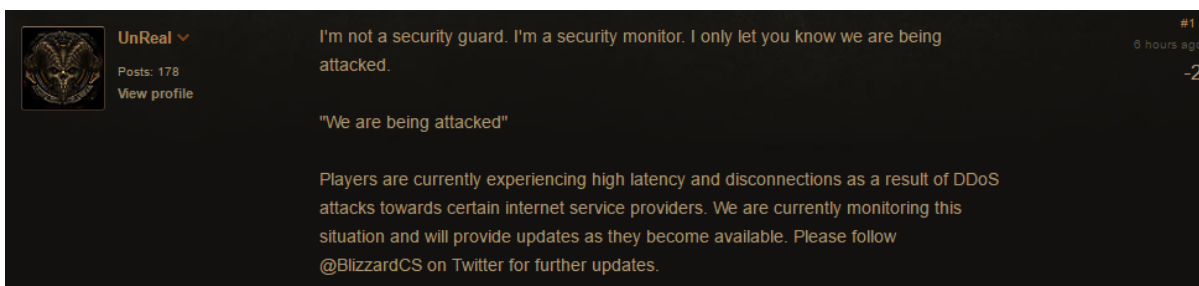 UnReal
Posts: 178
View profile
I'm not a security guard. I'm a security monitor. I only let you know we are being
attacked.
"We are being attacked"
Players are currently experiencing high latency and disconnections as a result of DDoS
attacks towards certain internet service providers. We are currently monitoring this
situation and will provide updates as they become available. Please follow
@BlizzardCS on Twitter for further updates.
#1
6 hours ago
-2